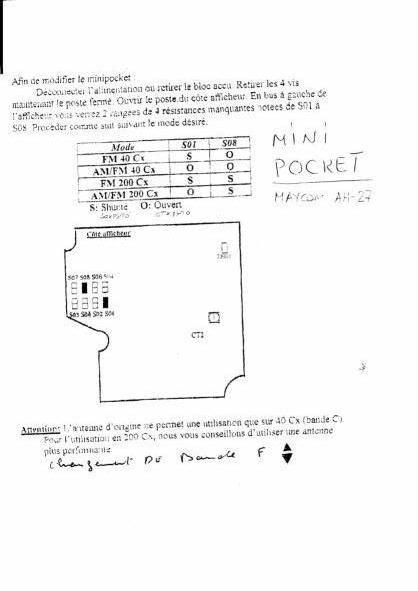 Afin de modifier le minipocket
Déconnecter l'alimentation ou retirer le bloc accu. Retirer les 4 vis
maintenant le poste fermé. Ouvrir le poste du côté afficheur. En bas à gauche de
l'afficheur vous verrez 2 rangées de 4 résistances manquantes notées de S01 à
S08. Procéder comme suit suivant le mode désiré.
MINI
POCKET
MAYCOM AH-27
Mode S01 S08
FM 40 Cx S O
AM/FM 40 Cx O O
FM 200 Cx S S
AM/FM 200 Cx O S
S: Shunté O: Ouvert
Côté afficheur
S07 S08 S06
S03 S04 S02
CT2
Attention: L'antenne d'origine ne permet une utilisation que sur 40 Cx (bande C).
Pour l'utilisation en 200 Cx, nous vous conseillons d'utiliser une antenne
plus performante.
Changement DE Bande F